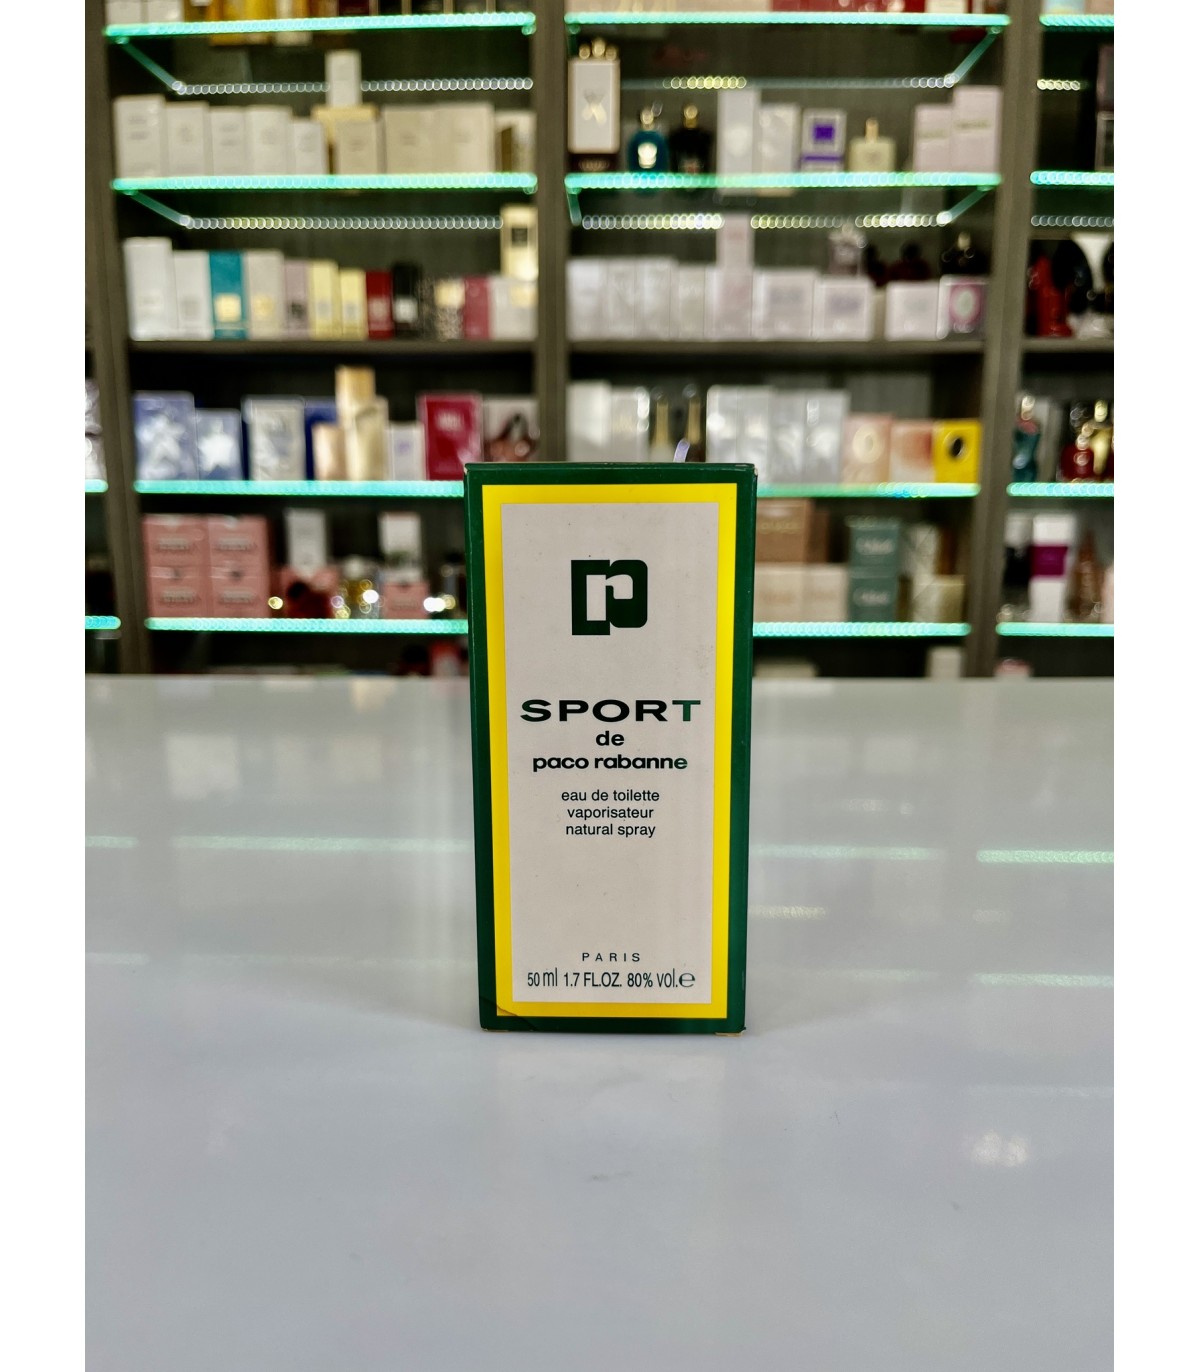 SPORT
de
paco rabanne
eau de toilette
vaporisateur
natural spray
PARIS
50 ml 1.7 FL.OZ. 80% vol.e